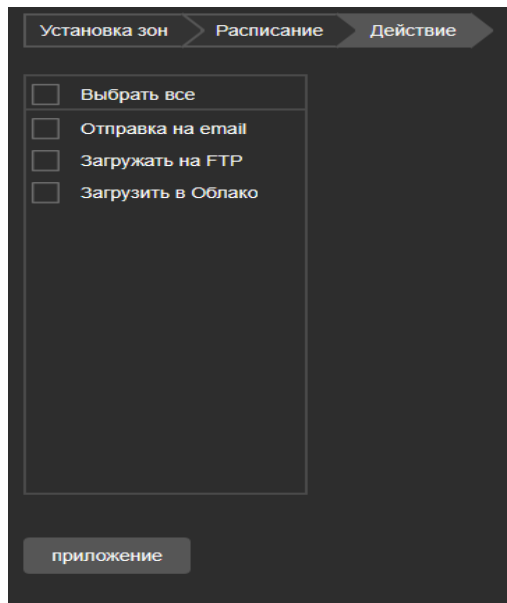 Установка зон Расписание Действие
Выбрать все
Отправка на email
Загружать на FTP
Загрузить в Облако
приложение